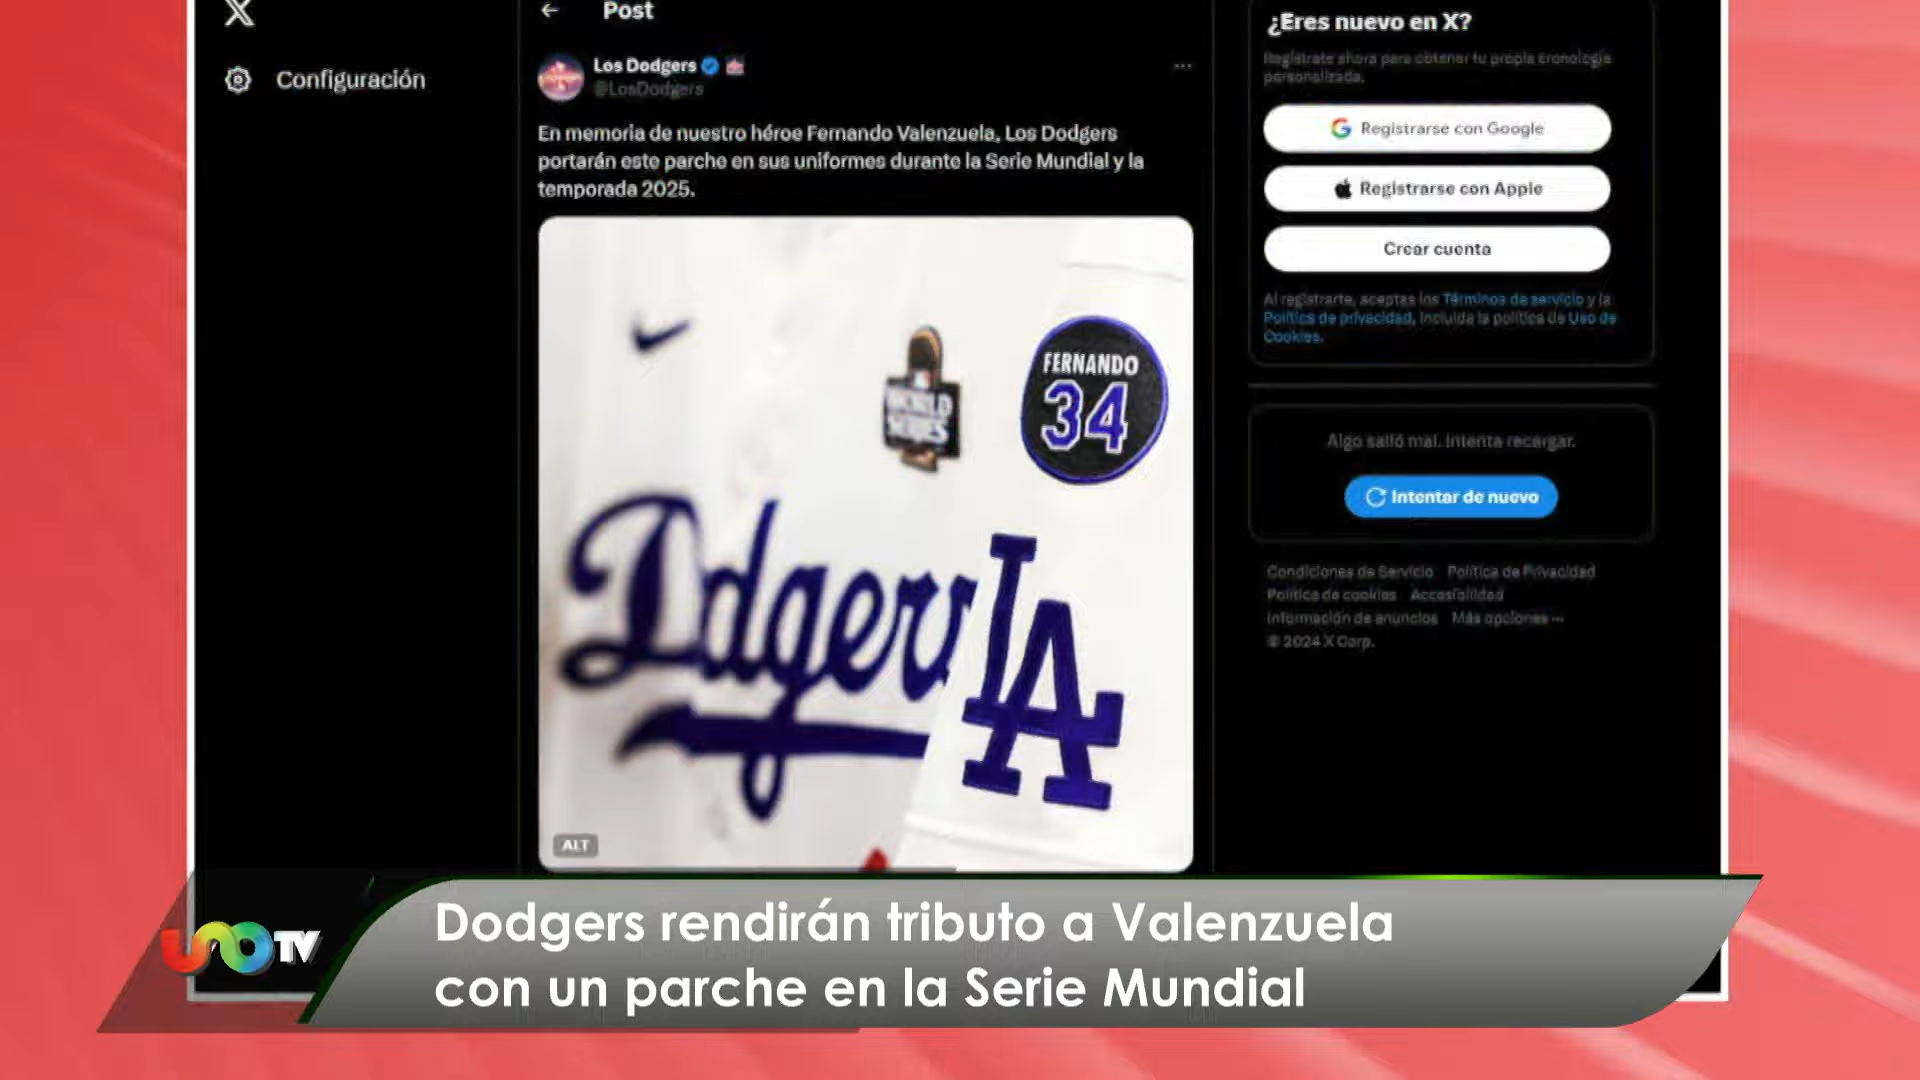 Post
Configuración
Los Dodgers
@LosDodgers
En memoria de nuestro héroe Fernando Valenzuela, Los Dodgers
portarán este parche en sus uniformes durante la Serie Mundial y la
temporada 2025.
WORLD
SERIES
FERNANDO
34
Dodgers
LA
ALT
¿Eres nuevo en X?
Regístrate ahora para obtener tu propia cronología
personalizada.
Registrarse con Google
Registrarse con Apple
Crear cuenta
Al registrarte, aceptas los Términos de servicio y la
Política de privacidad, incluida la política de Uso de
Cookies.
Algo salió mal. Intenta recargar.
Intentar de nuevo
Condiciones de Servicio Política de Privacidad
Política de cookies Accesibilidad
Información de anuncios Más opciones ···
© 2024 X Corp.
UNO TV
Dodgers rendirán tributo a Valenzuela
con un parche en la Serie Mundial